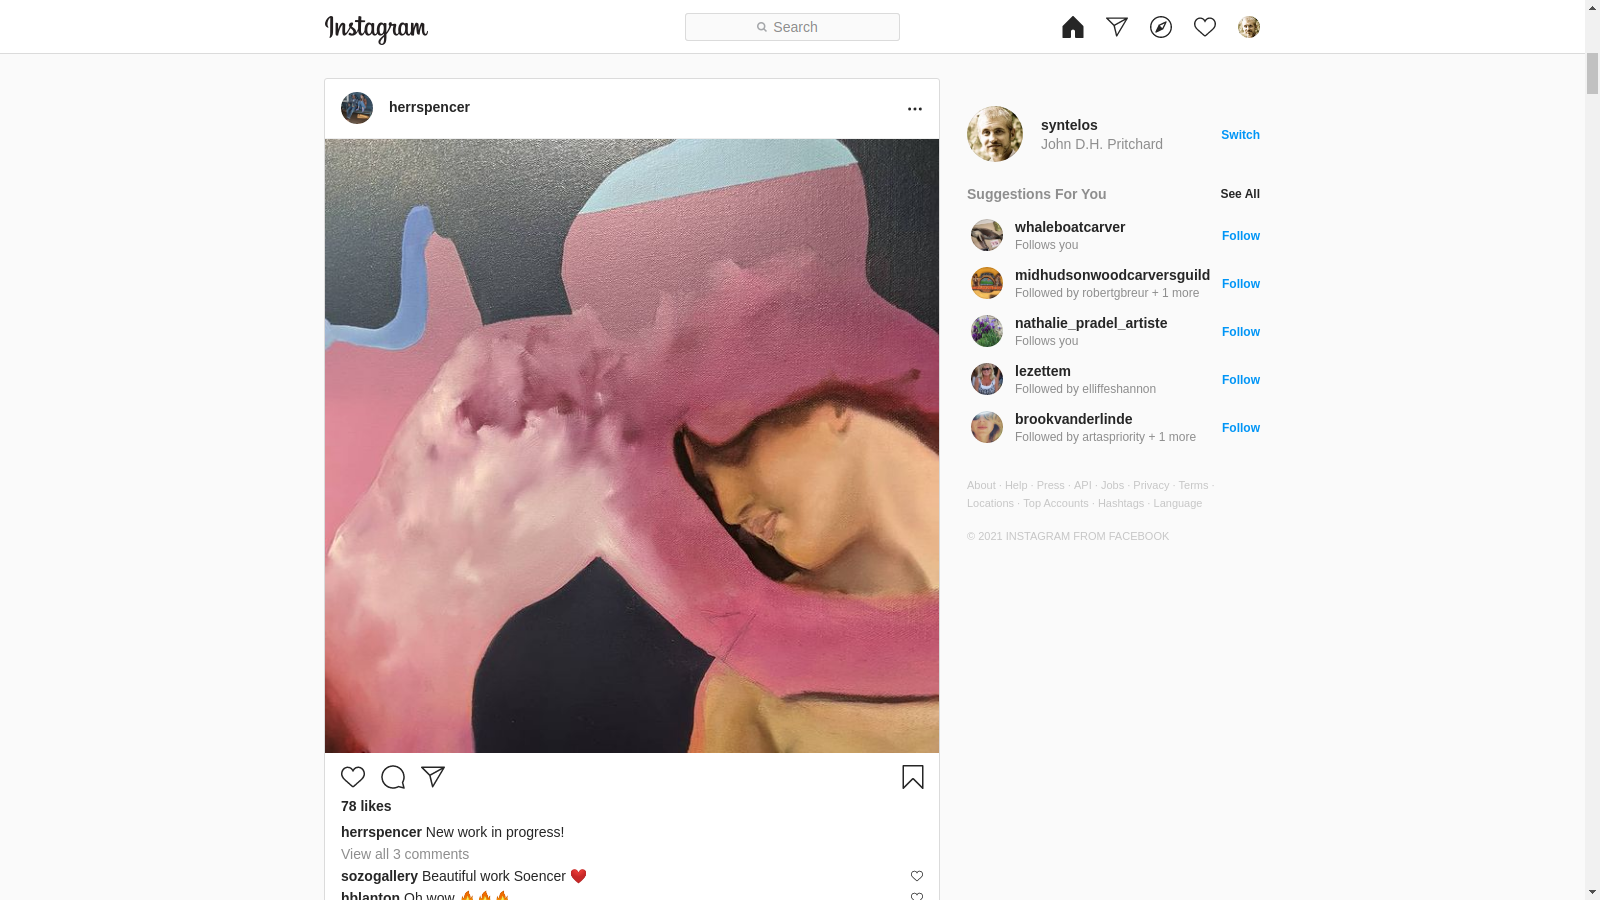 Instagram
Search
herrspencer
syntelos
John D.H. Pritchard
Switch
Suggestions For You
See All
whaleboatcarver
Follows you
Follow
midhudsonwoodcarversguild
Followed by robertgbreur + 1 more
Follow
nathalie_pradel_artiste
Follows you
Follow
lezettem
Followed by elliffeshannon
Follow
brookvanderlinde
Followed by artaspriority + 1 more
Follow
About · Help · Press · API · Jobs · Privacy · Terms ·
Locations · Top Accounts · Hashtags · Language
© 2021 INSTAGRAM FROM FACEBOOK
78 likes
herrspencer New work in progress!
View all 3 comments
sozogallery Beautiful work Soencer ❤️
hblanton Oh wow 🔥🔥🔥